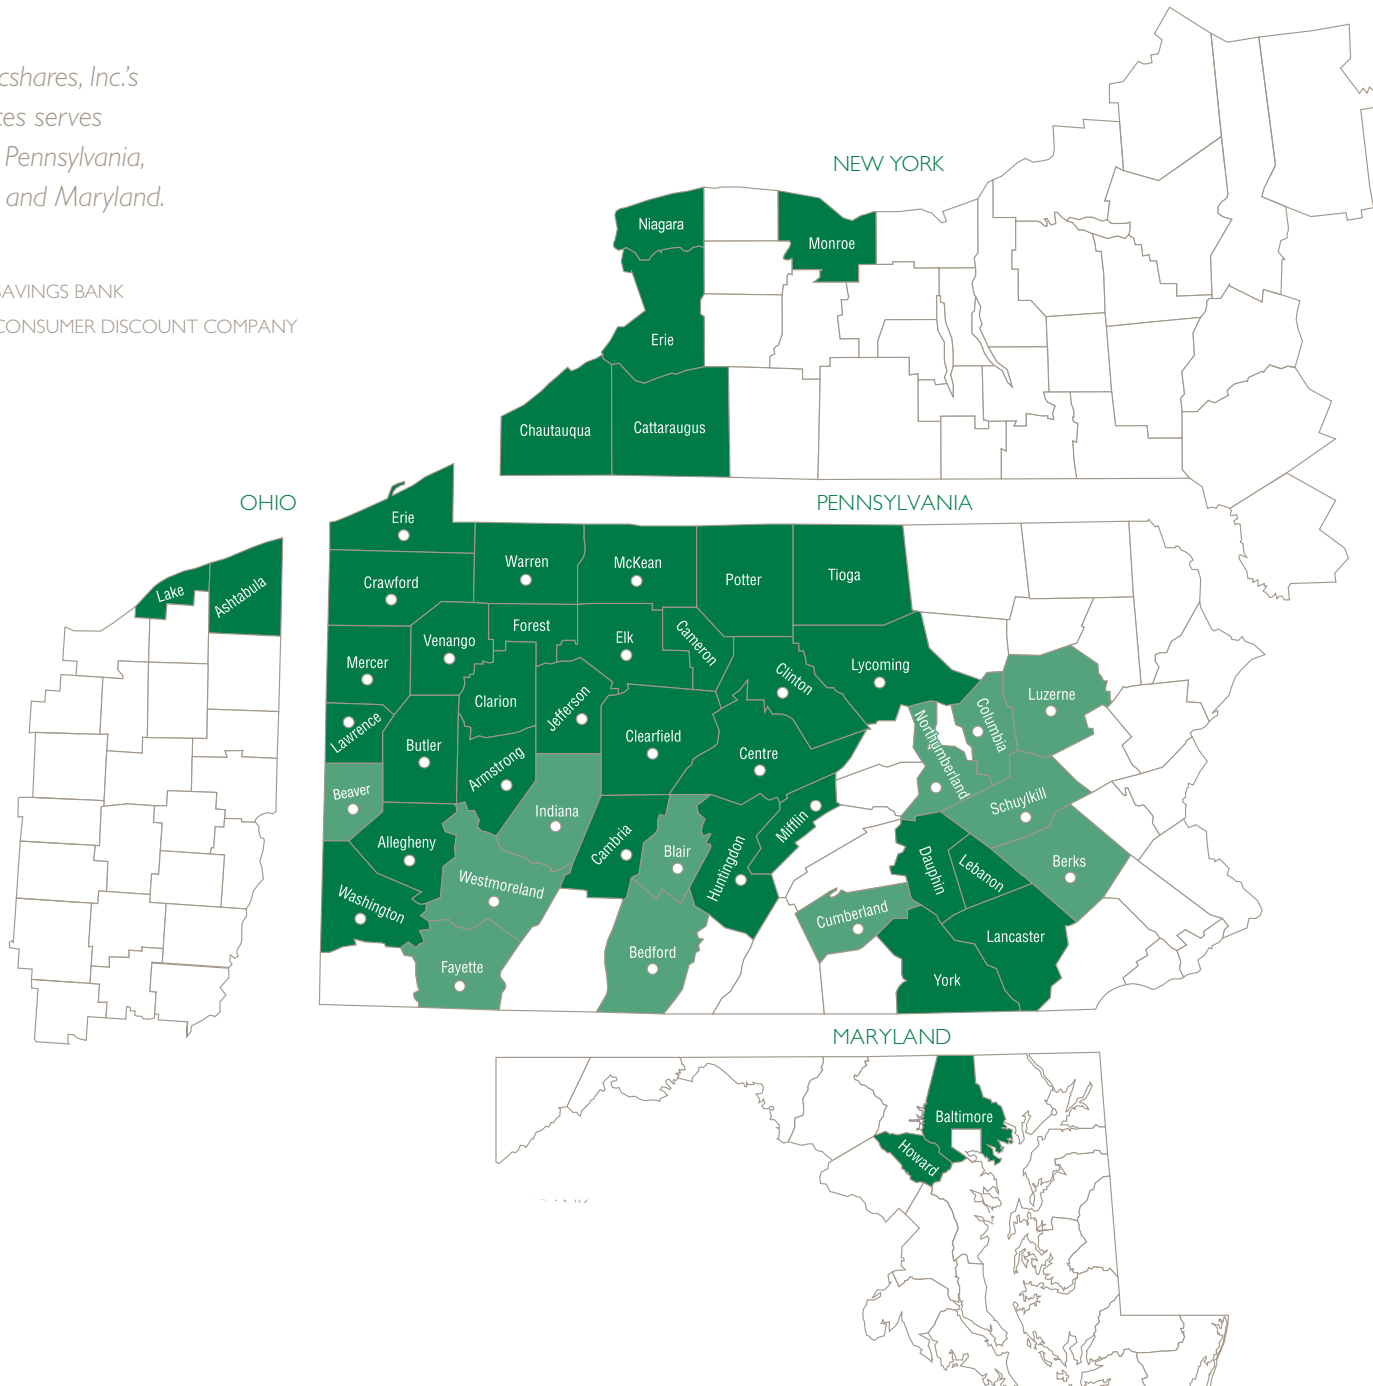 cshares, Inc.'s
tes serves
Pennsylvania,
and Maryland.
SAVINGS BANK
CONSUMER DISCOUNT COMPANY
NEW YORK
Niagara
Monroe
Erie
Chautauqua
Cattaraugus
OHIO
Lake
Ashtabula
PENNSYLVANIA
Erie
Crawford
Warren
McKean
Potter
Tioga
Mercer
Venango
Forest
Elk
Cameron
Clinton
Lycoming
Clarion
Jefferson
Lawrence
Butler
Armstrong
Clearfield
Centre
Northumberland
Columbia
Luzerne
Beaver
Indiana
Cambria
Blair
Huntingdon
Mifflin
Schuylkill
Allegheny
Westmoreland
Dauphin
Lebanon
Berks
Washington
Cumberland
Lancaster
Fayette
Bedford
York
MARYLAND
Baltimore
Howard